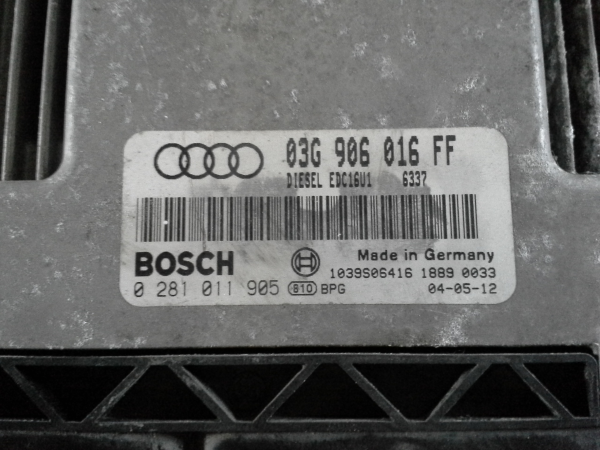 03G 906 016 FF
DIESEL EDC16U1 6337
BOSCH Made in Germany
1039S06416 1889 0033
0 281 011 905 810 BPG 04-05-12